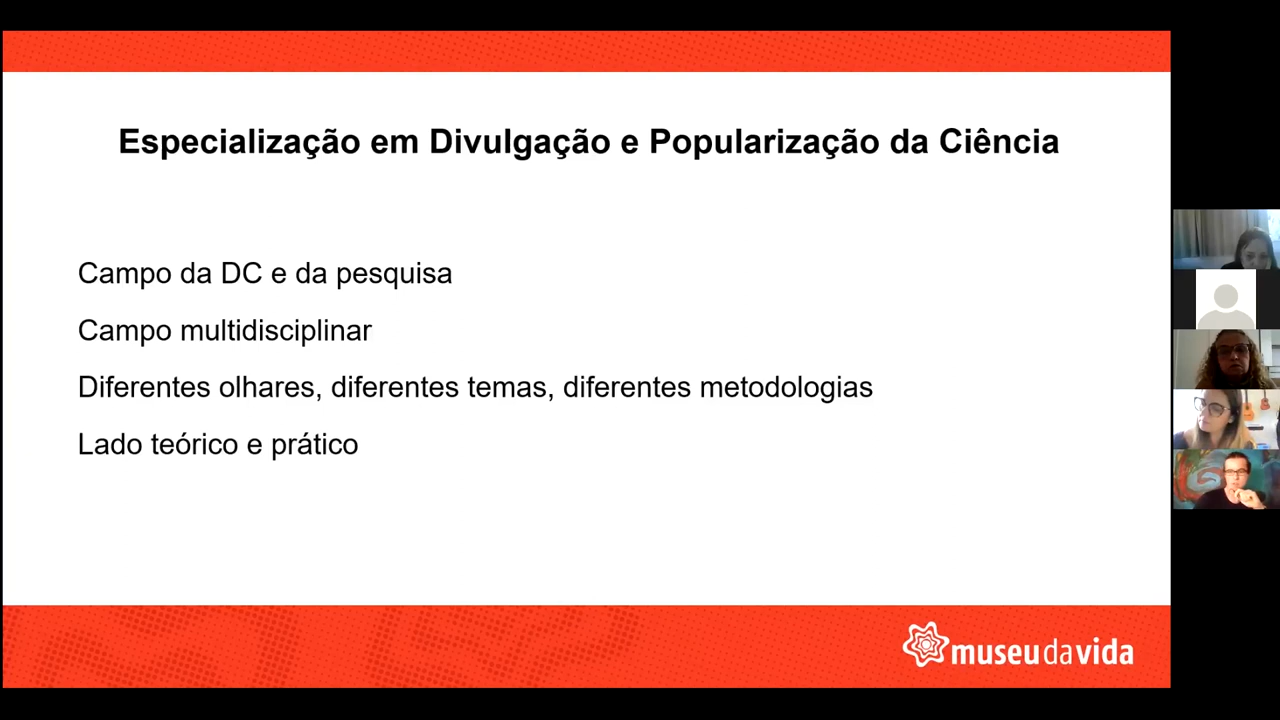 Especialização em Divulgação e Popularização da Ciência
Campo da DC e da pesquisa
Campo multidisciplinar
Diferentes olhares, diferentes temas, diferentes metodologias
Lado teórico e prático
museudavida